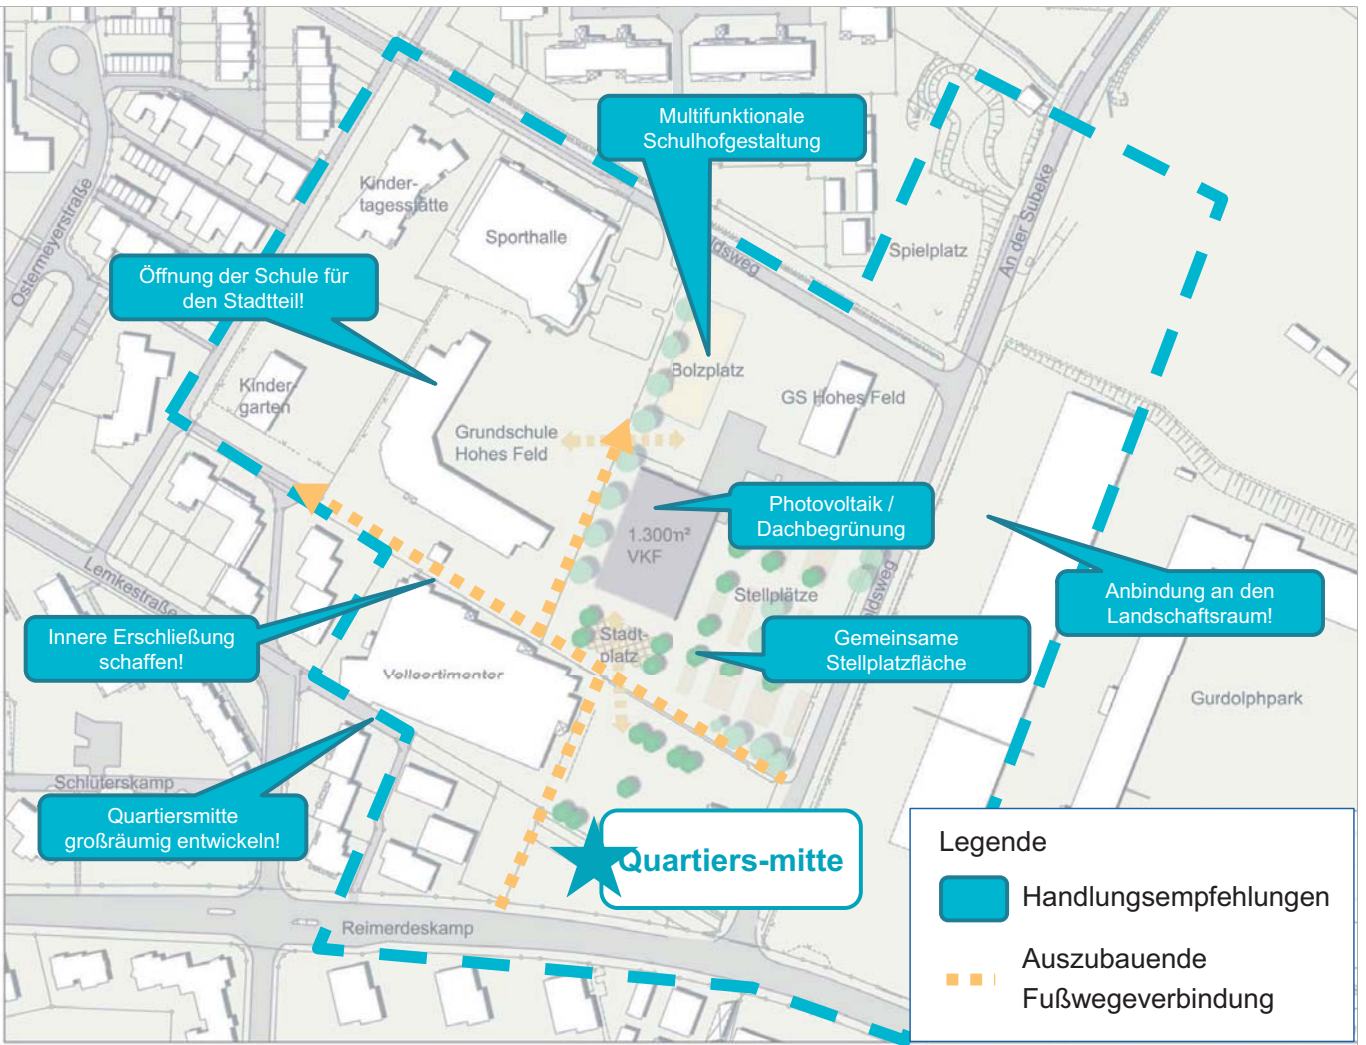 Multifunktionale
Schulhofgestaltung
Kinder-
tagesstätte
Sporthalle
Ostermeyerstraße
An der Subeke
Spielplatz
Öffnung der Schule für
den Stadtteil!
Bolzplatz
Kinder-
garten
GS Hohes Feld
Grundschule
Hohes Feld
Photovoltaik /
Dachbegrünung
1.300m²
VKF
Lemkestraße
Stellplätze
Anbindung an den
Landschaftsraum!
Innere Erschließung
schaffen!
Stadt-
platz
Gemeinsame
Stellplatzfläche
Gurdolphpark
Schlüterskamp
Quartiersmitte
großräumig entwickeln!
Quartiers-mitte
Reimerdeskamp
Legende
Handlungsempfehlungen
Auszubauende
Fußwegeverbindung